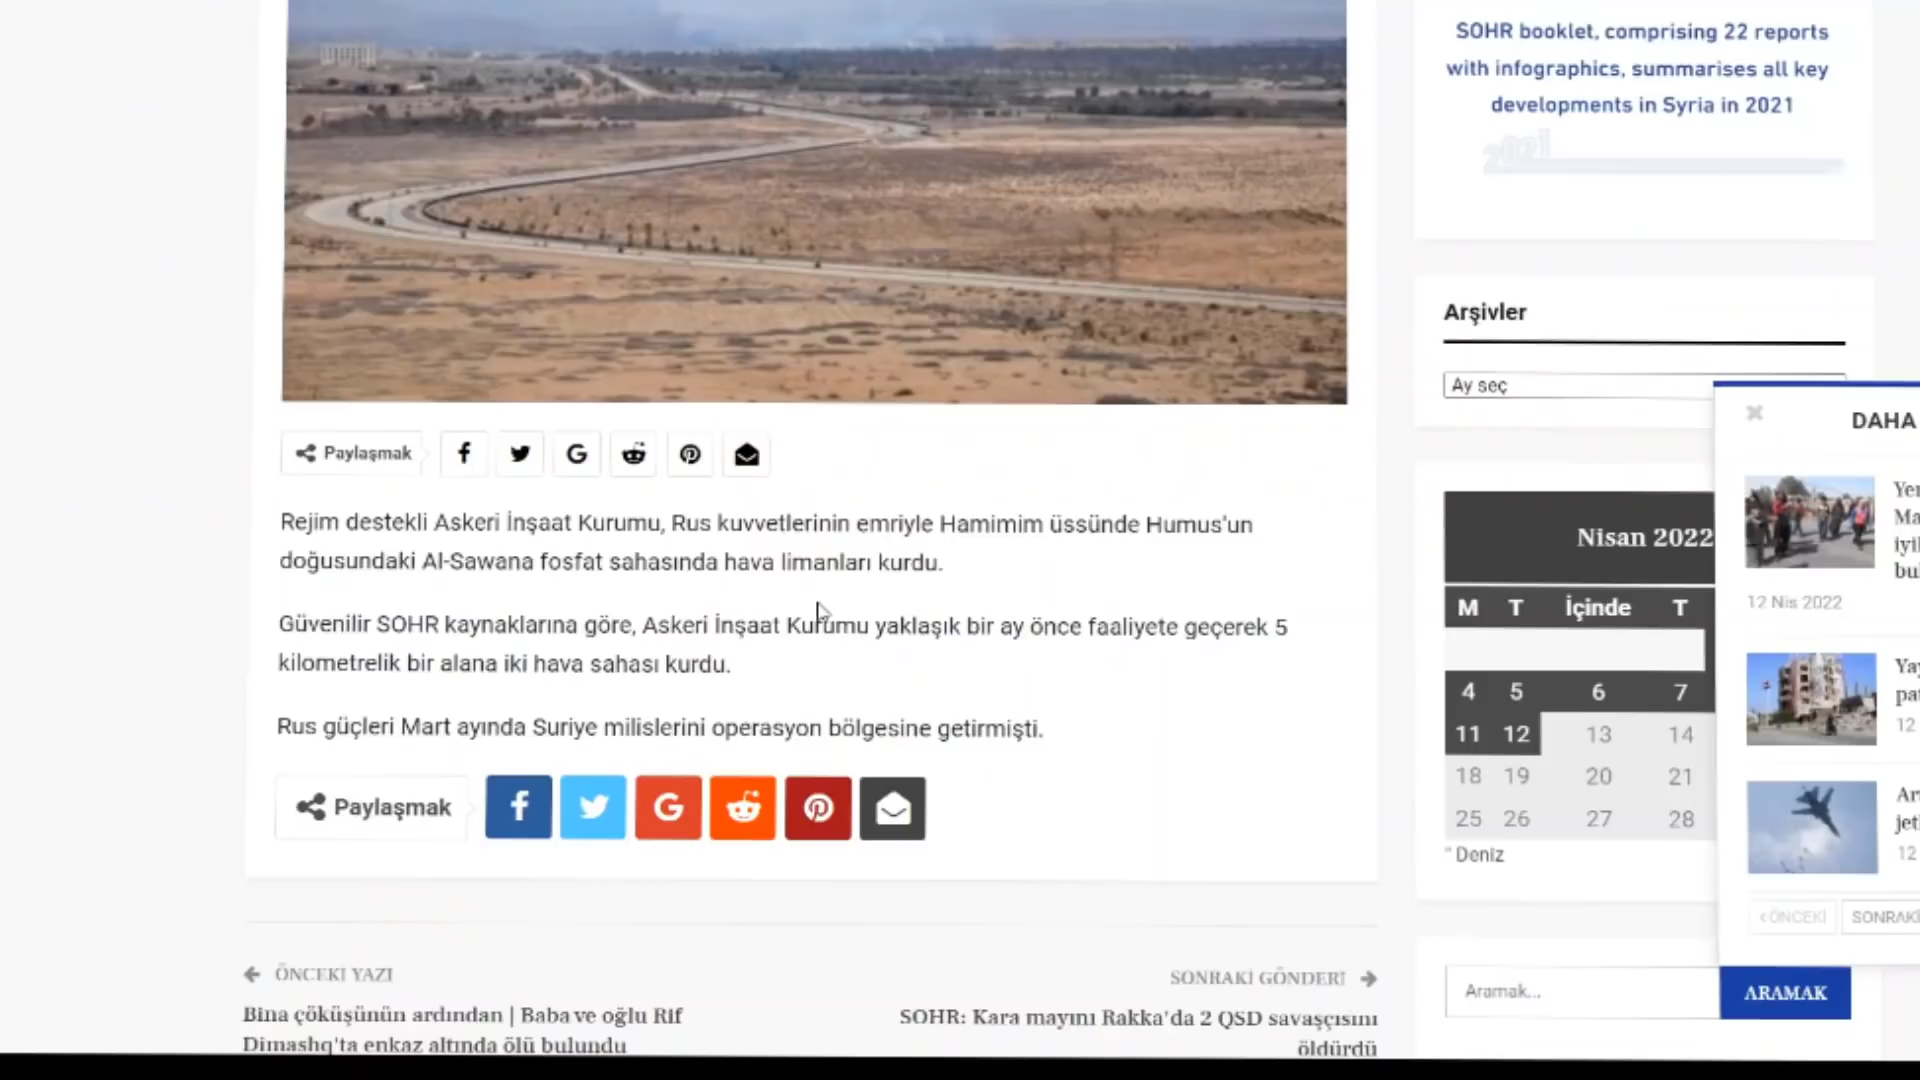 SOHR booklet, comprising 22 reports
with infographics, summarises all key
developments in Syria in 2021
2021
Arşivler
Ay seç
Paylaşmak
Rejim destekli Askeri İnşaat Kurumu, Rus kuvvetlerinin emriyle Hamimim üssünde Humus'un
doğusundaki Al-Sawana fosfat sahasında hava limanları kurdu.
Güvenilir SOHR kaynaklarına göre, Askeri İnşaat Kurumu yaklaşık bir ay önce faaliyete geçerek 5
kilometrelik bir alana iki hava sahası kurdu.
Rus güçleri Mart ayında Suriye milislerini operasyon bölgesine getirmişti.
Paylaşmak
ÖNCEKİ YAZI
Bina çöküşünün ardından | Baba ve oğlu Rif
Dimashq'ta enkaz altında ölü bulundu
SONRAKİ GÖNDERİ
SOHR: Kara mayını Rakka'da 2 QSD savaşçısını
öldürdü
Nisan 2022
M T İçinde T
4 5 6 7
11 12 13 14
18 19 20 21
25 26 27 28
" Deniz
DAHA
12 Nis 2022
12
12
‹ ÖNCEKİ SONRAKİ
Aramak...
ARAMAK